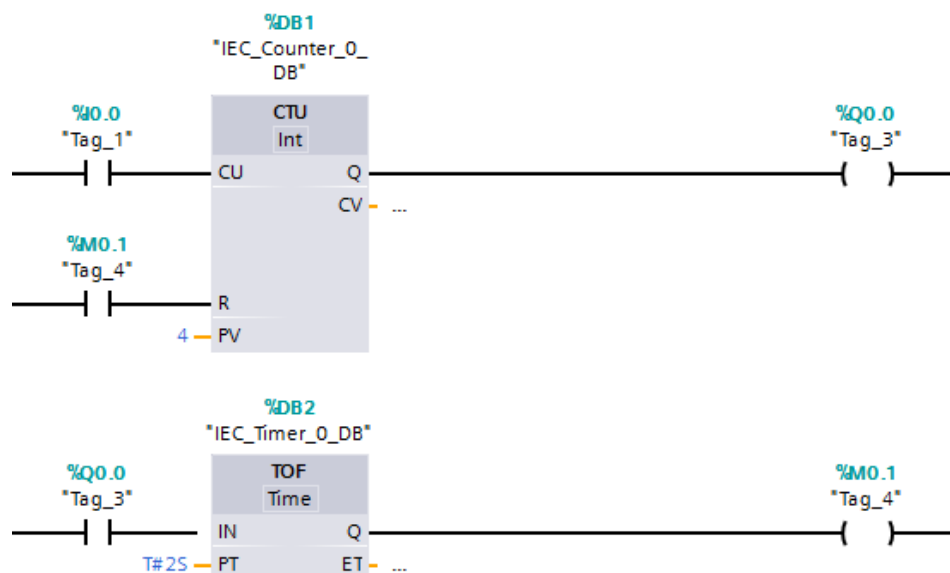 %DB1
"IEC_Counter_0_
DB"
%I0.0
"Tag_1"
CTU
Int
%Q0.0
"Tag_3"
CU
Q
CV
...
%M0.1
"Tag_4"
R
4
PV
%DB2
"IEC_Timer_0_DB"
%Q0.0
"Tag_3"
TOF
Time
%M0.1
"Tag_4"
IN
Q
T#2S
PT
ET
...